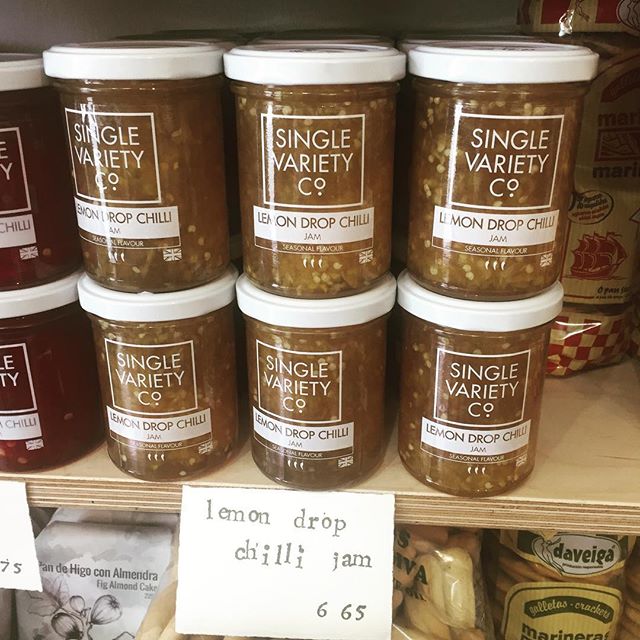 SINGLE
VARIETY
Co
LEMON DROP CHILLI
JAM
SEASONAL FLAVOUR
SINGLE
VARIETY
Co
LEMON DROP CHILLI
JAM
SEASONAL FLAVOUR
SINGLE
VARIETY
Co
LEMON DROP CHILLI
JAM
SEASONAL FLAVOUR
SINGLE
VARIETY
Co
LEMON DROP CHILLI
JAM
SEASONAL FLAVOUR
SINGLE
VARIETY
Co
LEMON DROP CHILLI
JAM
SEASONAL FLAVOUR
SINGLE
VARIETY
Co
LEMON DROP CHILLI
JAM
SEASONAL FLAVOUR
lemon drop
chilli jam
6 65
75
Pan de Higo con Almendra
Fig Almond Cake
daveiga
galletas - crackers
marineras